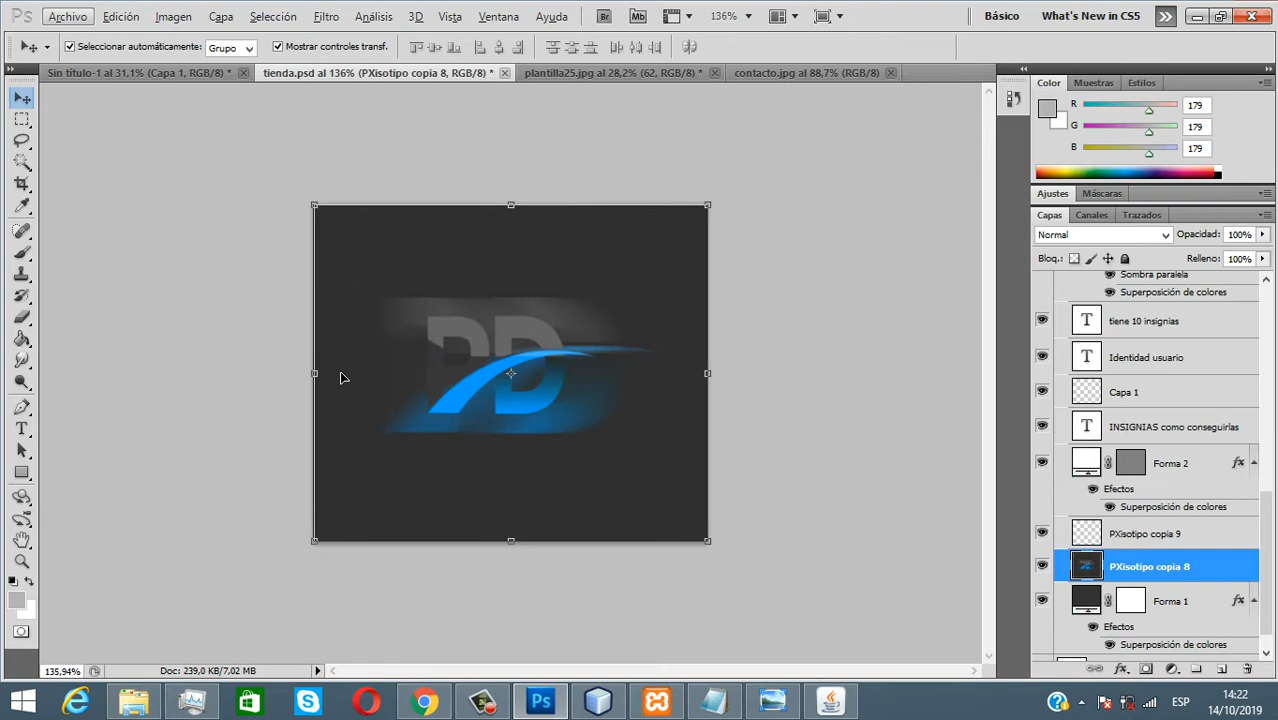 Ps Archivo Edición Imagen Capa Selección Filtro Análisis 3D Vista Ventana Ayuda Br Mb 136% Básico What's New in CS5
Seleccionar automáticamente: Grupo Mostrar controles transf.
Sin título-1 al 31,1% (Capa 1, RGB/8) * tienda.psd al 136% (PXisotipo copia 8, RGB/8) * plantilla25.jpg al 28,2% (62, RGB/8) * contacto.jpg al 88,7% (RGB/8)
Color Muestras Estilos
R 179
G 179
B 179
Ajustes Máscaras
Capas Canales Trazados
Normal Opacidad: 100%
Bloq.: Relleno: 100%
Sombra paralela
Superposición de colores
T tiene 10 insignias
T Identidad usuario
Capa 1
T INSIGNIAS como conseguirlas
Forma 2 fx
Efectos
Superposición de colores
PXisotipo copia 9
PXisotipo copia 8
Forma 1 fx
Efectos
Superposición de colores
PD
135,94% Doc: 239,0 KB/7,02 MB
Ps ESP 14:22
14/10/2019